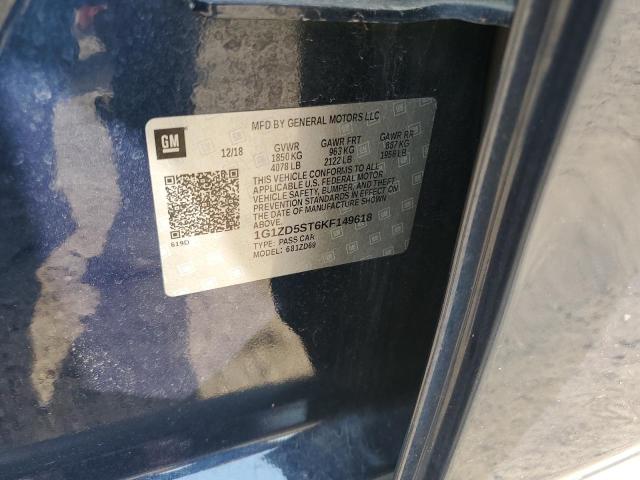 MFD BY GENERAL MOTORS LLC
GM
12/18 GVWR GAWR FRT GAWR RR
1850 KG 963 KG 887 KG
4078 LB 2122 LB 1956 LB
THIS VEHICLE CONFORMS TO ALL
APPLICABLE U.S. FEDERAL MOTOR
VEHICLE SAFETY, BUMPER, AND THEFT
PREVENTION STANDARDS IN EFFECT ON
THE DATE OF MANUFACTURE SHOWN
ABOVE.
1G1ZD5ST6KF149618
619D
TYPE: PASS CAR
MODEL: 681ZD69